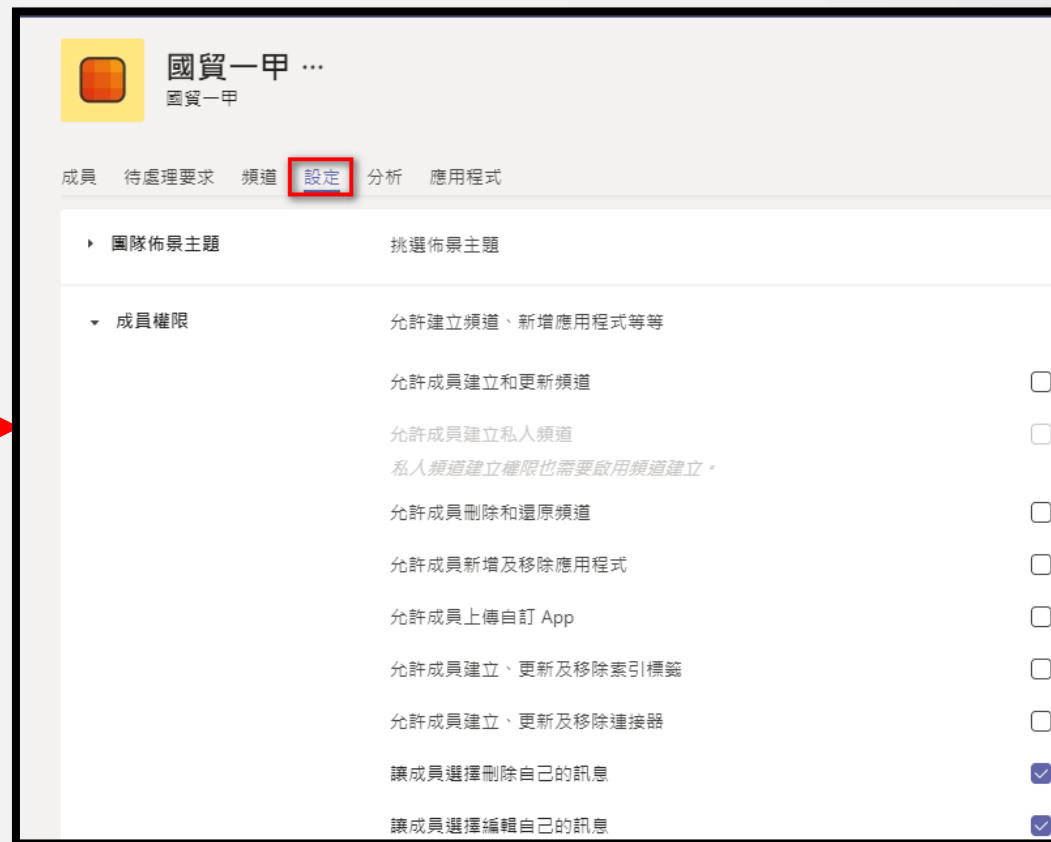 國貿一甲 ...
國貿一甲
成員 待處理要求 頻道 設定 分析 應用程式
團隊佈景主題 挑選佈景主題
成員權限 允許建立頻道、新增應用程式等等
允許成員建立和更新頻道
允許成員建立私人頻道
私人頻道建立權限也需要啟用頻道建立。
允許成員刪除和還原頻道
允許成員新增及移除應用程式
允許成員上傳自訂 App
允許成員建立、更新及移除索引標籤
允許成員建立、更新及移除連接器
讓成員選擇刪除自己的訊息
讓成員選擇編輯自己的訊息